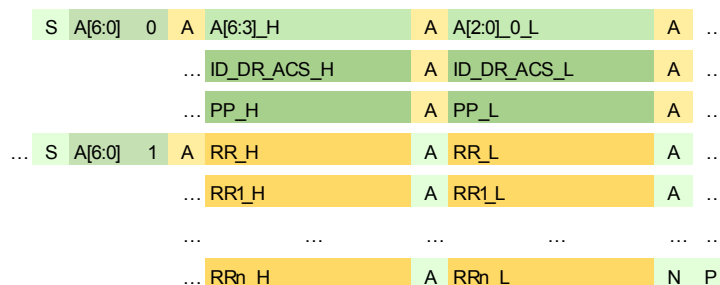 S A[6:0] 0 A A[6:3]_H A A[2:0]_0_L A ...
... ID_DR_ACS_H A ID_DR_ACS_L A ...
... PP_H A PP_L A ...
... S A[6:0] 1 A RR_H A RR_L A ...
... RR1_H A RR1_L A ...
... ... ... ... ... ...
... RRn_H A RRn_L N P